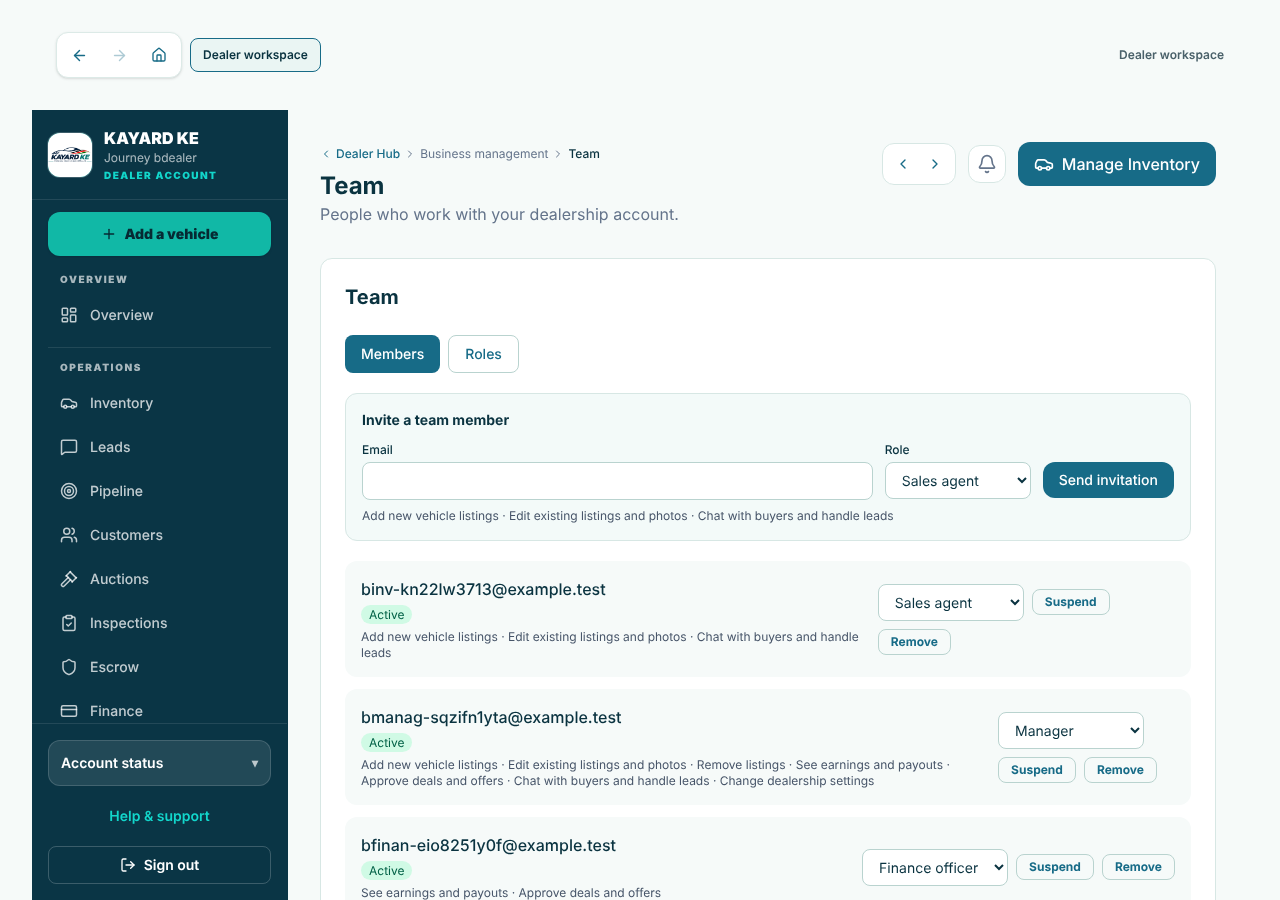 Dealer workspace
Dealer workspace
KAYARD KE
KAYARD KE
Journey bdealer
DEALER ACCOUNT
+ Add a vehicle
OVERVIEW
Overview
OPERATIONS
Inventory
Leads
Pipeline
Customers
Auctions
Inspections
Escrow
Finance
Account status
Help & support
Sign out
Dealer Hub > Business management > Team
Team
People who work with your dealership account.
Manage Inventory
Team
Members
Roles
Invite a team member
Email
Role
Sales agent
Send invitation
Add new vehicle listings · Edit existing listings and photos · Chat with buyers and handle leads
binv-kn22lw3713@example.test
Active
Add new vehicle listings · Edit existing listings and photos · Chat with buyers and handle
leads
Sales agent
Suspend
Remove
bmanag-sqzifn1yta@example.test
Active
Add new vehicle listings · Edit existing listings and photos · Remove listings · See earnings and payouts ·
Approve deals and offers · Chat with buyers and handle leads · Change dealership settings
Manager
Suspend
Remove
bfinan-eio8251y0f@example.test
Active
See earnings and payouts · Approve deals and offers
Finance officer
Suspend
Remove